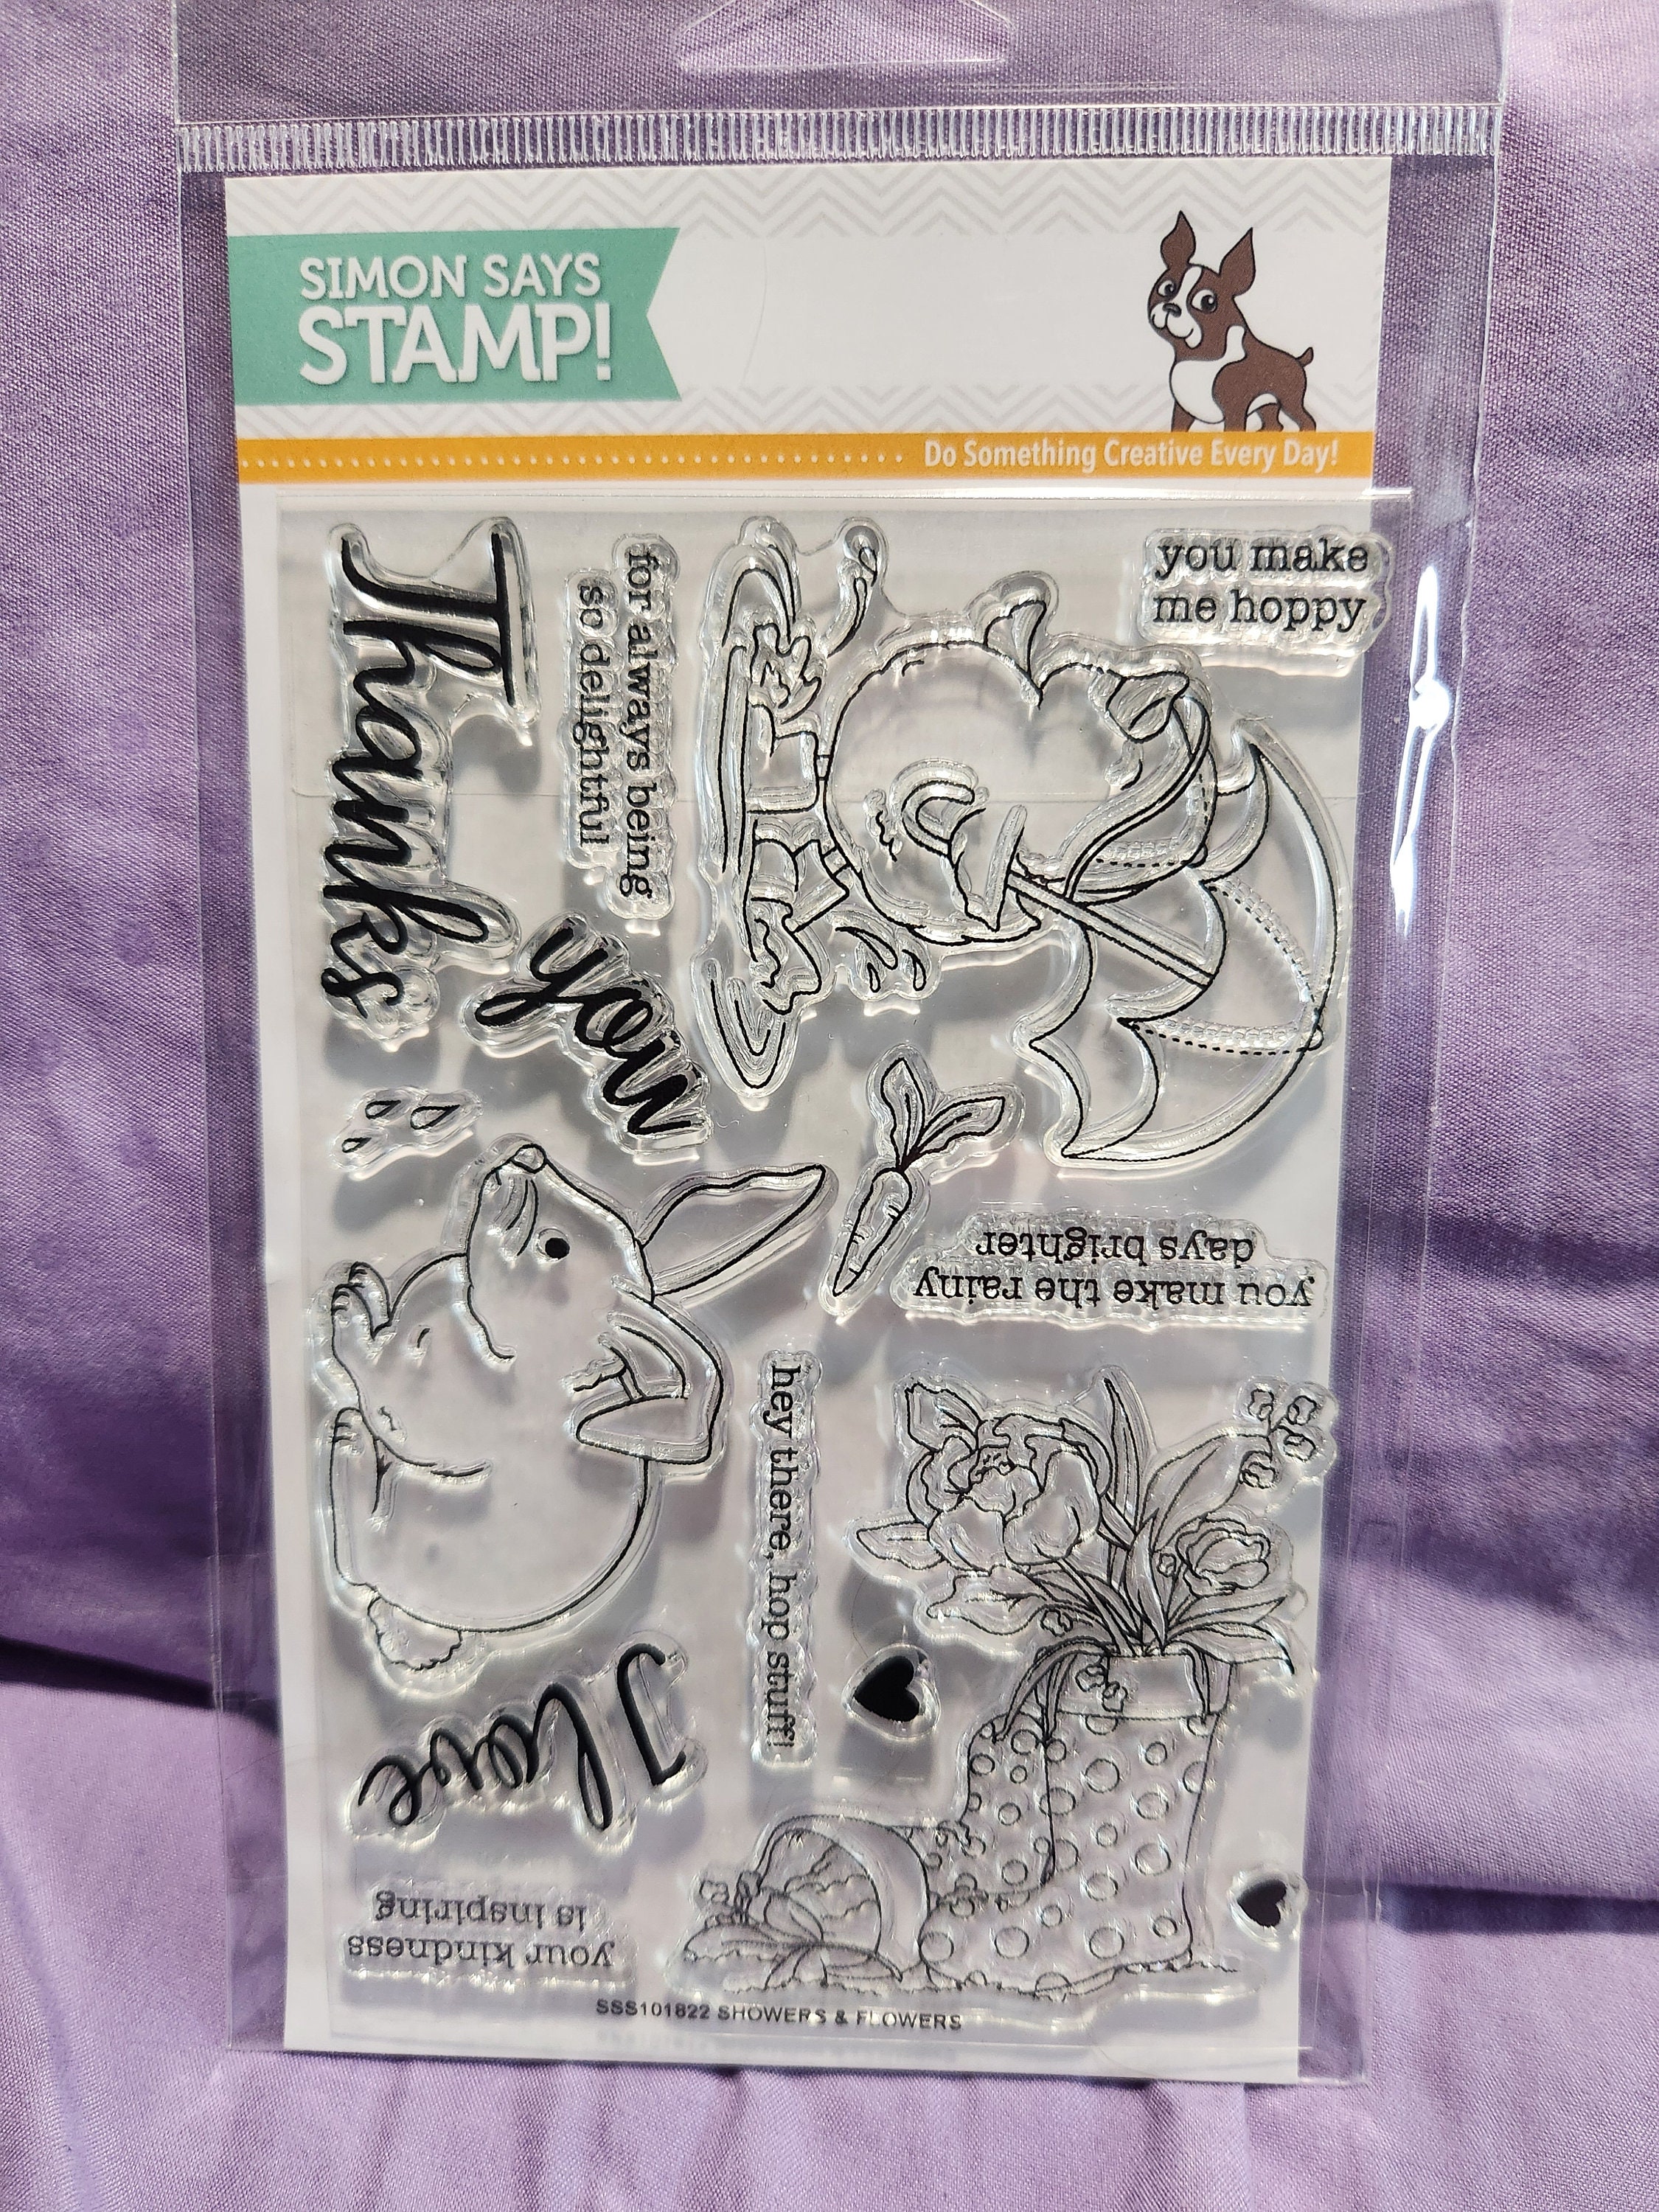 SIMON SAYS
STAMP!
Do Something Creative Every Day!
you make
me hoppy
for always being
so delightful
Thanks
you
you make the rainy
days brighter
hey there, hop stuff!
I love
your kindness
is inspiring
SSS101822 SHOWERS & FLOWERS